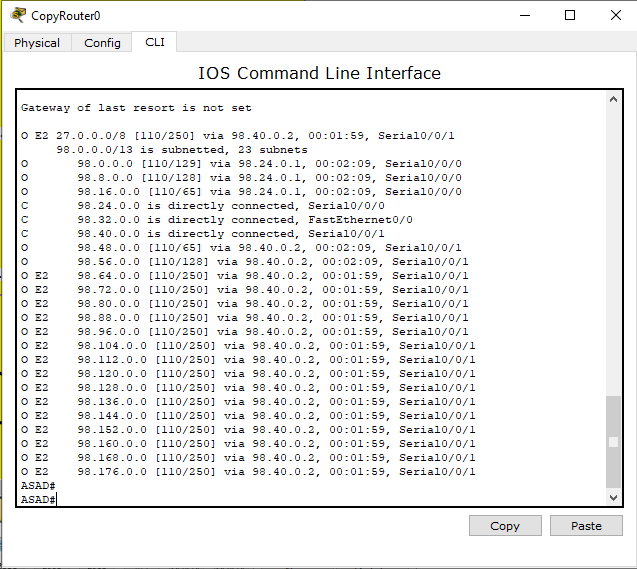 CopyRouter0
Physical Config CLI
IOS Command Line Interface
Gateway of last resort is not set
O E2 27.0.0.0/8 [110/250] via 98.40.0.2, 00:01:59, Serial0/0/1
98.0.0.0/13 is subnetted, 23 subnets
O 98.0.0.0 [110/129] via 98.24.0.1, 00:02:09, Serial0/0/0
O 98.8.0.0 [110/128] via 98.24.0.1, 00:02:09, Serial0/0/0
O 98.16.0.0 [110/65] via 98.24.0.1, 00:02:09, Serial0/0/0
C 98.24.0.0 is directly connected, Serial0/0/0
C 98.32.0.0 is directly connected, FastEthernet0/0
C 98.40.0.0 is directly connected, Serial0/0/1
O 98.48.0.0 [110/65] via 98.40.0.2, 00:02:09, Serial0/0/1
O 98.56.0.0 [110/128] via 98.40.0.2, 00:02:09, Serial0/0/1
O E2 98.64.0.0 [110/250] via 98.40.0.2, 00:01:59, Serial0/0/1
O E2 98.72.0.0 [110/250] via 98.40.0.2, 00:01:59, Serial0/0/1
O E2 98.80.0.0 [110/250] via 98.40.0.2, 00:01:59, Serial0/0/1
O E2 98.88.0.0 [110/250] via 98.40.0.2, 00:01:59, Serial0/0/1
O E2 98.96.0.0 [110/250] via 98.40.0.2, 00:01:59, Serial0/0/1
O E2 98.104.0.0 [110/250] via 98.40.0.2, 00:01:59, Serial0/0/1
O E2 98.112.0.0 [110/250] via 98.40.0.2, 00:01:59, Serial0/0/1
O E2 98.120.0.0 [110/250] via 98.40.0.2, 00:01:59, Serial0/0/1
O E2 98.128.0.0 [110/250] via 98.40.0.2, 00:01:59, Serial0/0/1
O E2 98.136.0.0 [110/250] via 98.40.0.2, 00:01:59, Serial0/0/1
O E2 98.144.0.0 [110/250] via 98.40.0.2, 00:01:59, Serial0/0/1
O E2 98.152.0.0 [110/250] via 98.40.0.2, 00:01:59, Serial0/0/1
O E2 98.160.0.0 [110/250] via 98.40.0.2, 00:01:59, Serial0/0/1
O E2 98.168.0.0 [110/250] via 98.40.0.2, 00:01:59, Serial0/0/1
O E2 98.176.0.0 [110/250] via 98.40.0.2, 00:01:59, Serial0/0/1
ASAD#
ASAD#
Copy Paste